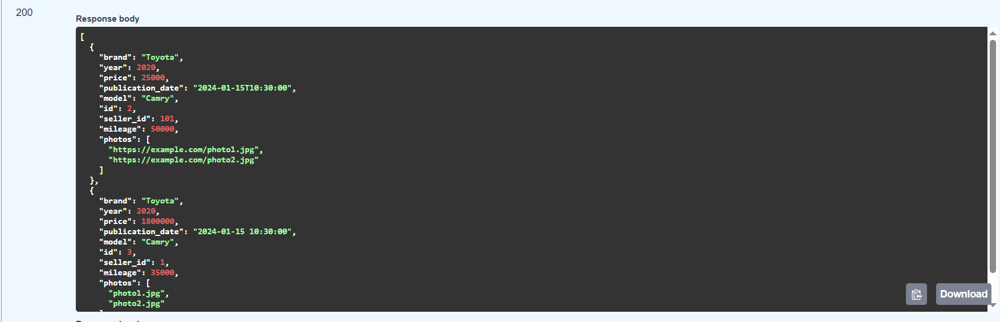 200
Response body
[
  {
    "brand": "Toyota",
    "year": 2020,
    "price": 25000,
    "publication_date": "2024-01-15T10:30:00",
    "model": "Camry",
    "id": 2,
    "seller_id": 101,
    "mileage": 50000,
    "photos": [
      "https://example.com/photo1.jpg",
      "https://example.com/photo2.jpg"
    ]
  },
  {
    "brand": "Toyota",
    "year": 2020,
    "price": 1800000,
    "publication_date": "2024-01-15 10:30:00",
    "model": "Camry",
    "id": 3,
    "seller_id": 1,
    "mileage": 35000,
    "photos": [
      "photo1.jpg",
      "photo2.jpg"
Download